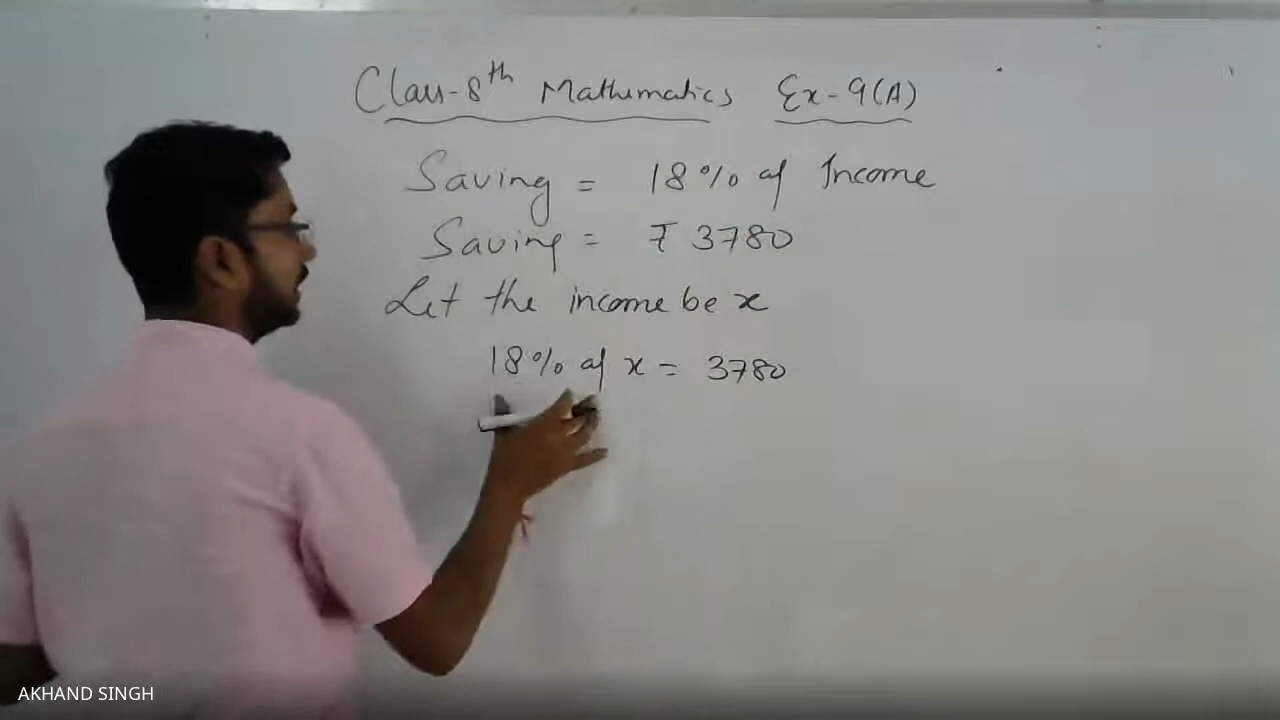 Class-8th Mathematics Ex-9(A)
Saving = 18% of Income
Saving = ₹ 3780
Let the income be x
18% of x = 3780
AKHAND SINGH